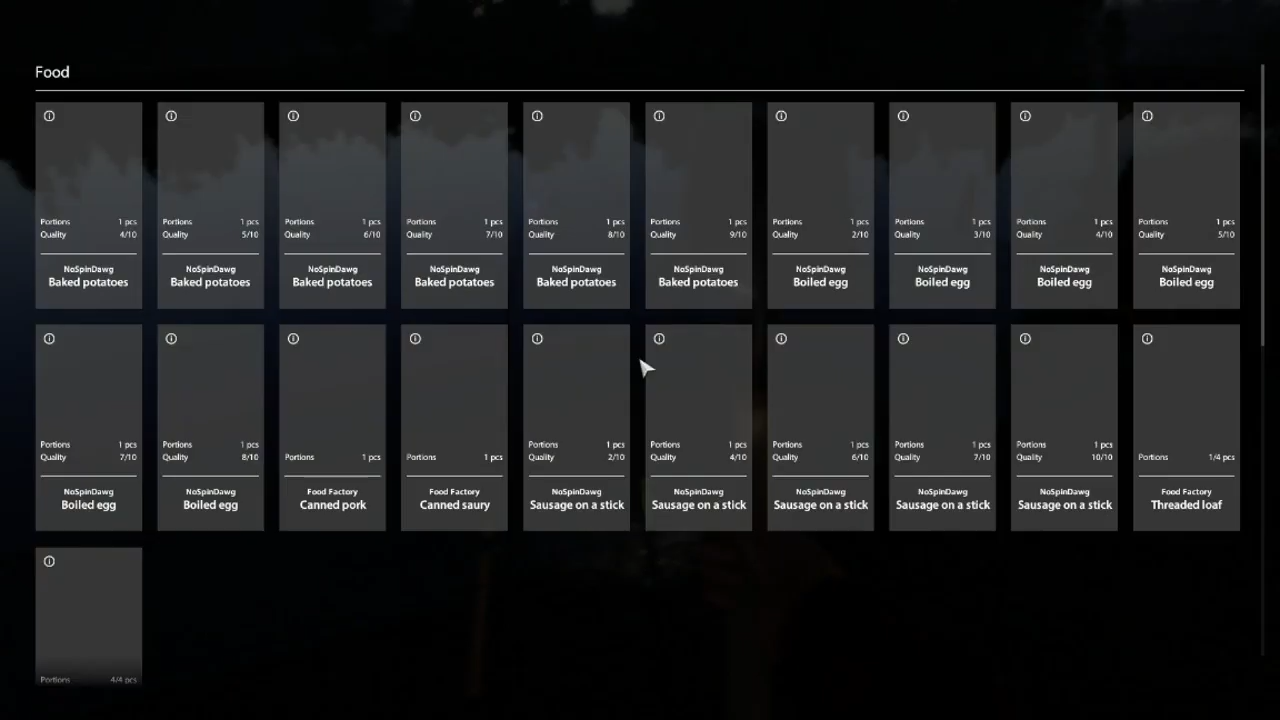 Food
Portions 1 pcs
Quality 4/10
NoSpinDawg
Baked potatoes
Portions 1 pcs
Quality 5/10
NoSpinDawg
Baked potatoes
Portions 1 pcs
Quality 6/10
NoSpinDawg
Baked potatoes
Portions 1 pcs
Quality 7/10
NoSpinDawg
Baked potatoes
Portions 1 pcs
Quality 8/10
NoSpinDawg
Baked potatoes
Portions 1 pcs
Quality 9/10
NoSpinDawg
Baked potatoes
Portions 1 pcs
Quality 2/10
NoSpinDawg
Boiled egg
Portions 1 pcs
Quality 3/10
NoSpinDawg
Boiled egg
Portions 1 pcs
Quality 4/10
NoSpinDawg
Boiled egg
Portions 1 pcs
Quality 5/10
NoSpinDawg
Boiled egg
Portions 1 pcs
Quality 7/10
NoSpinDawg
Boiled egg
Portions 1 pcs
Quality 8/10
NoSpinDawg
Boiled egg
Portions 1 pcs
Food Factory
Canned pork
Portions 1 pcs
Food Factory
Canned saury
Portions 1 pcs
Quality 2/10
NoSpinDawg
Sausage on a stick
Portions 1 pcs
Quality 4/10
NoSpinDawg
Sausage on a stick
Portions 1 pcs
Quality 6/10
NoSpinDawg
Sausage on a stick
Portions 1 pcs
Quality 7/10
NoSpinDawg
Sausage on a stick
Portions 1 pcs
Quality 10/10
NoSpinDawg
Sausage on a stick
Portions 1/4 pcs
Food Factory
Threaded loaf
Portions 4/4 pcs